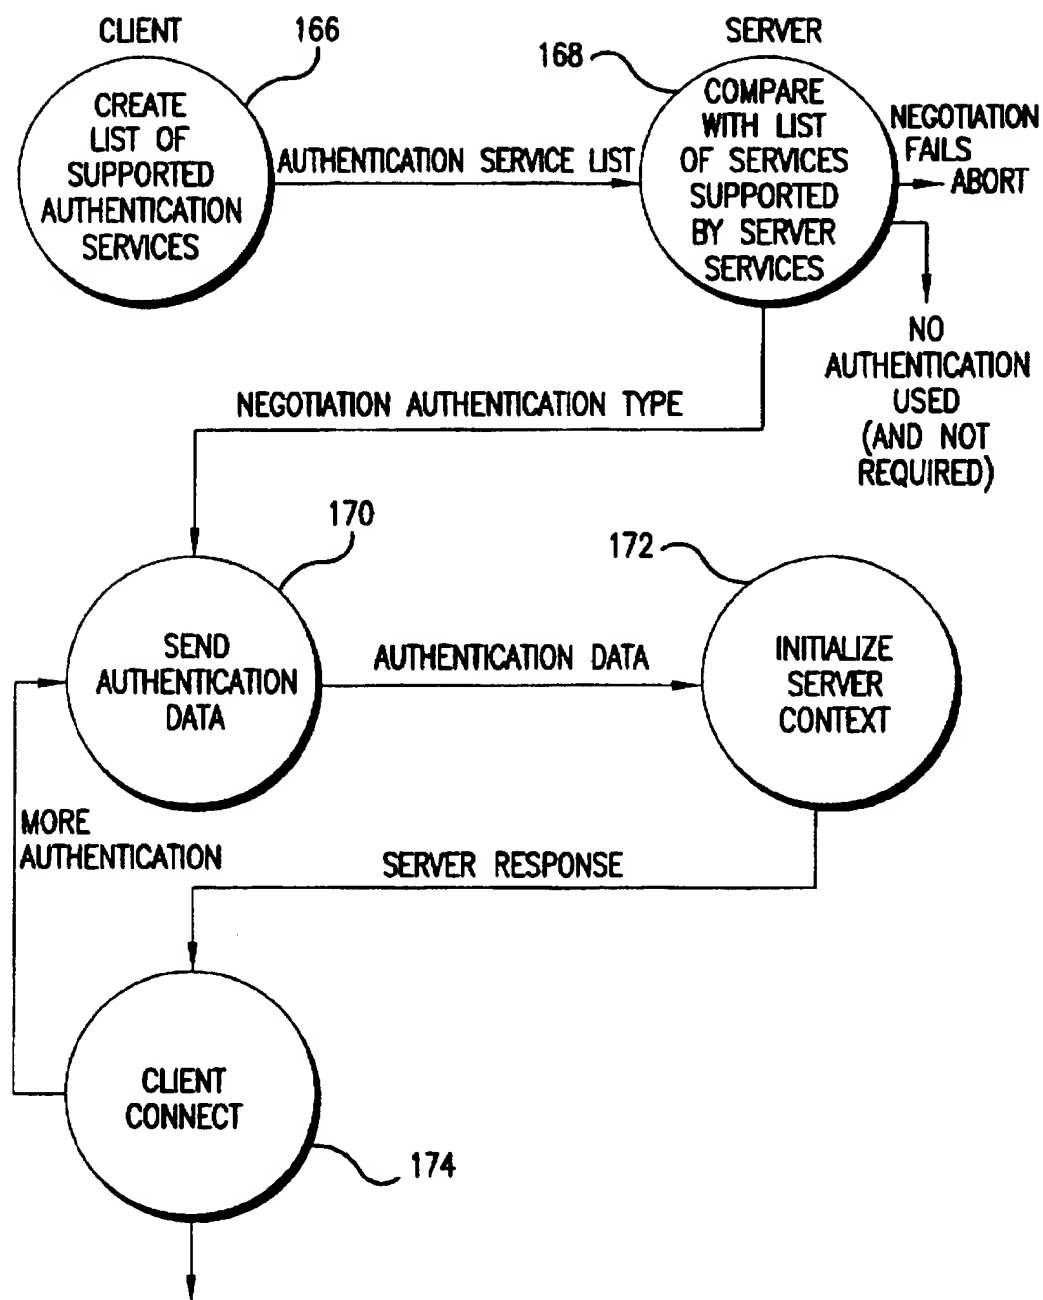 CLIENT
166
SERVER
168
CREATE
LIST OF
SUPPORTED
AUTHENTICATION
SERVICES
AUTHENTICATION SERVICE LIST
COMPARE
WITH LIST
OF SERVICES
SUPPORTED
BY SERVER
SERVICES
NEGOTIATION
FAILS
ABORT
NO
AUTHENTICATION
USED
(AND NOT
REQUIRED)
NEGOTIATION AUTHENTICATION TYPE
170
172
SEND
AUTHENTICATION
DATA
AUTHENTICATION DATA
INITIALIZE
SERVER
CONTEXT
MORE
AUTHENTICATION
SERVER RESPONSE
CLIENT
CONNECT
174